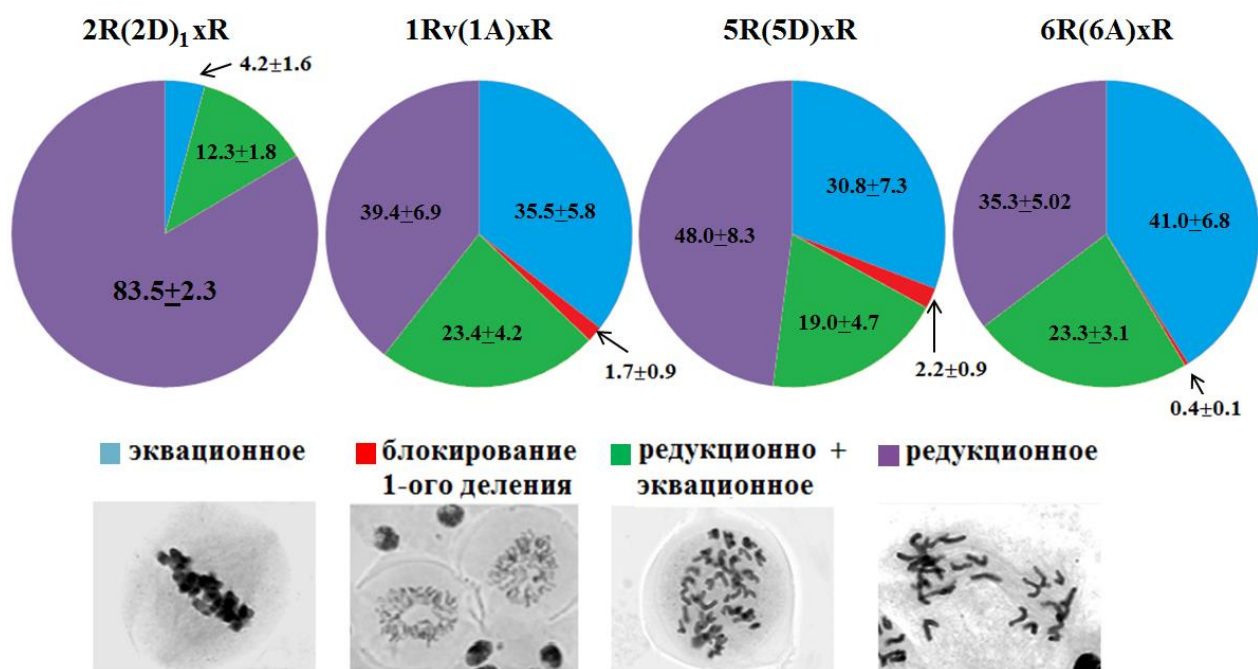 2R(2D)₁xR 1Rv(1A)xR 5R(5D)xR 6R(6A)xR
4.2±1.6
12.3±1.8
83.5±2.3
39.4±6.9
35.5±5.8
23.4±4.2
1.7±0.9
48.0±8.3
30.8±7.3
19.0±4.7
2.2±0.9
35.3±5.02
41.0±6.8
23.3±3.1
0.4±0.1
эквационное
блокирование
1-ого деления
редукционно +
эквационное
редукционное